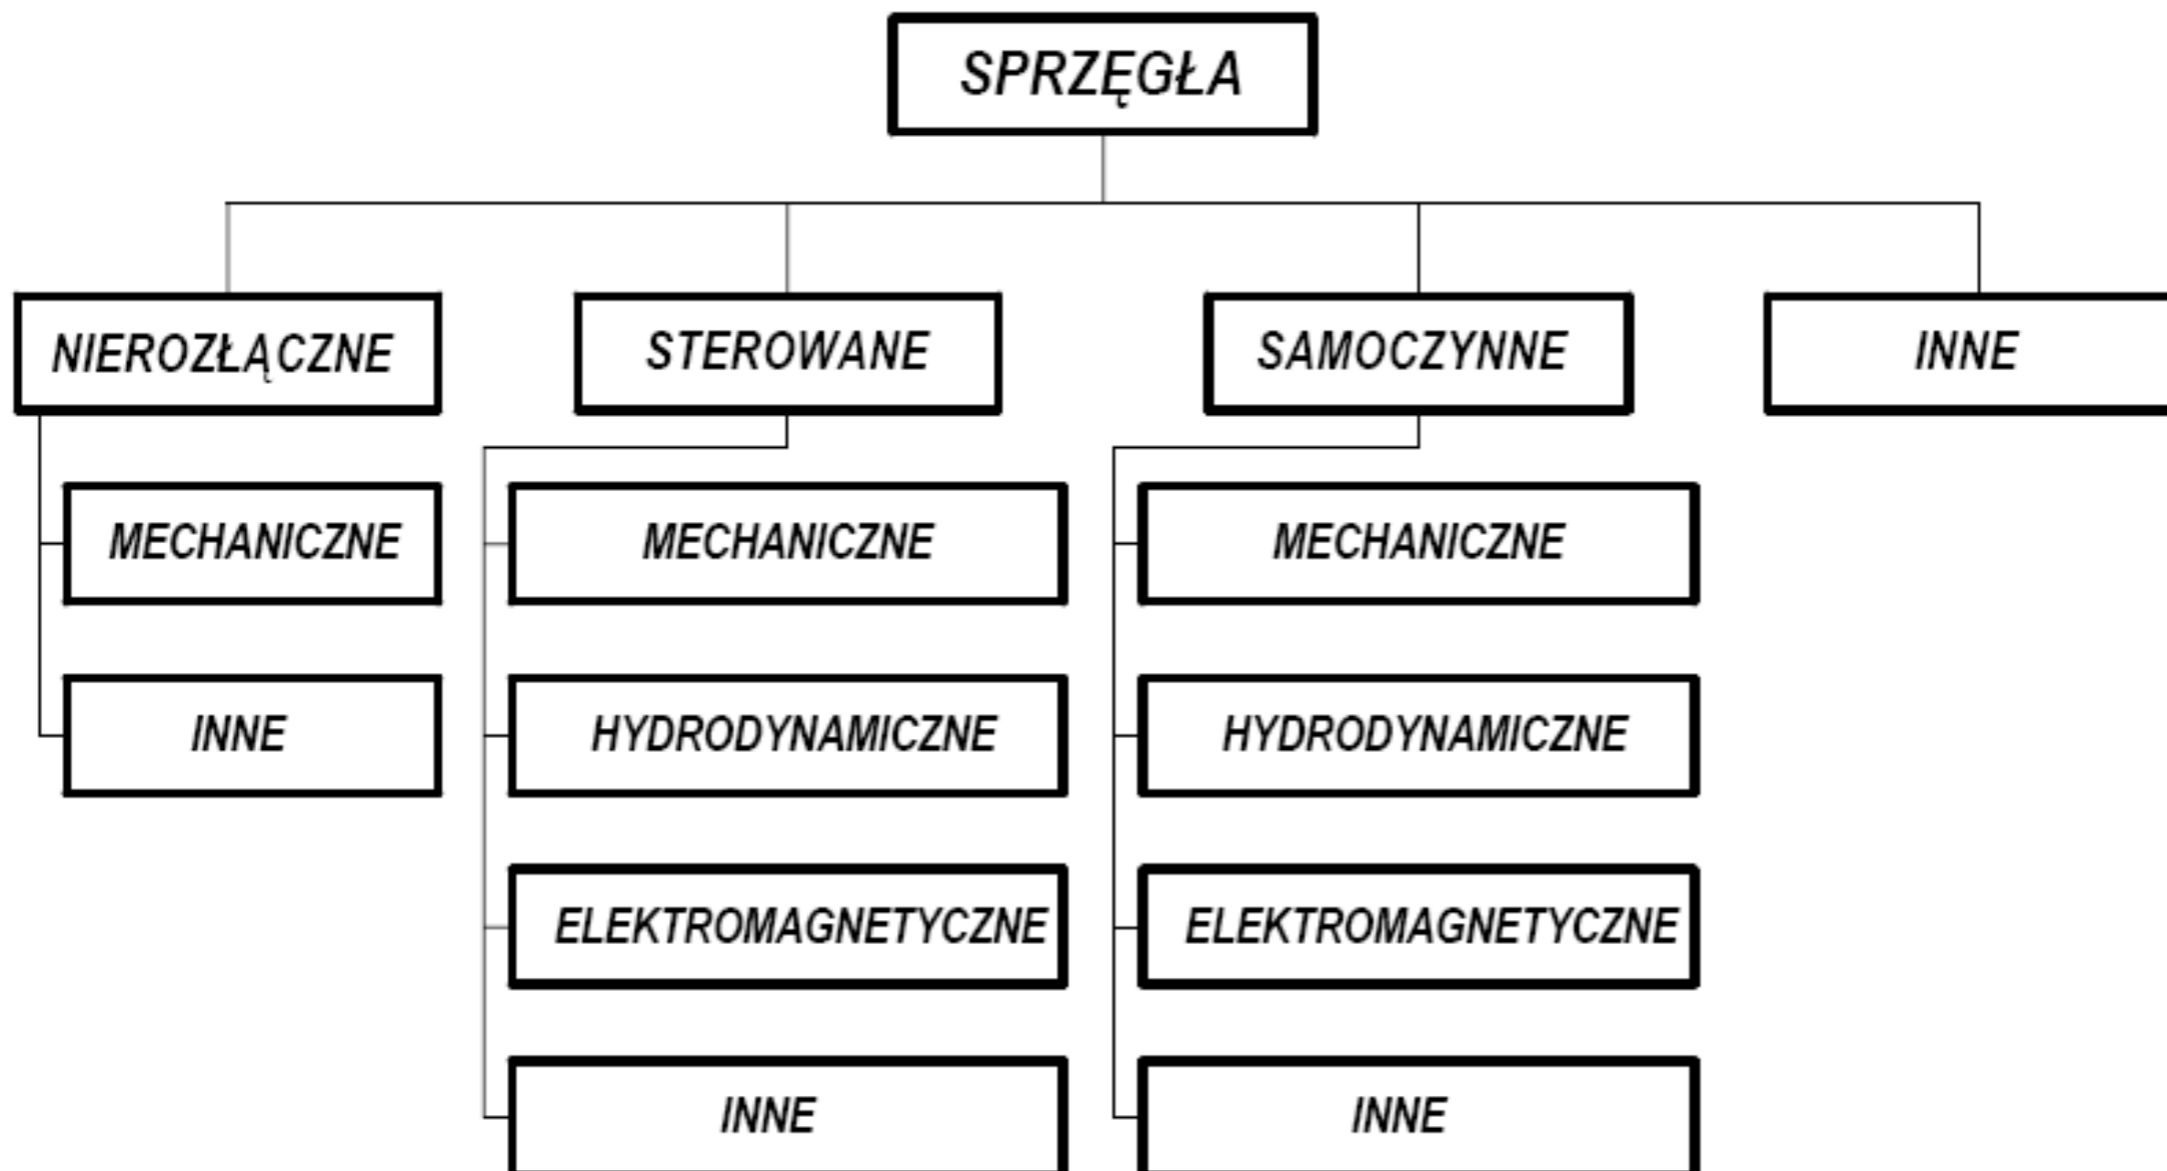 SPRZĘGŁA
NIEROZŁĄCZNE
STEROWANE
SAMOCZYNNE
INNE
MECHANICZNE
MECHANICZNE
MECHANICZNE
INNE
HYDRODYNAMICZNE
HYDRODYNAMICZNE
ELEKTROMAGNETYCZNE
ELEKTROMAGNETYCZNE
INNE
INNE